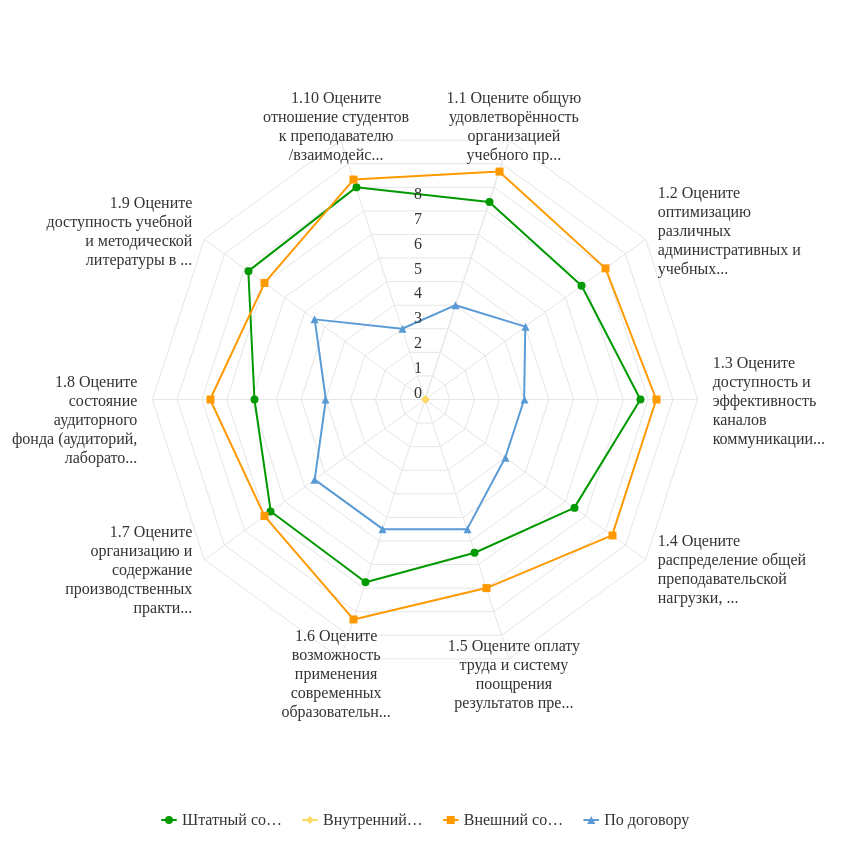 1.10 Оцените
отношение студентов
к преподавателю
/взаимодейс...
1.1 Оцените общую
удовлетворённость
организацией
учебного пр...
1.2 Оцените
оптимизацию
различных
административных и
учебных...
1.3 Оцените
доступность и
эффективность
каналов
коммуникации...
1.4 Оцените
распределение общей
преподавательской
нагрузки, ...
1.5 Оцените оплату
труда и систему
поощрения
результатов пре...
1.6 Оцените
возможность
применения
современных
образовательн...
1.7 Оцените
организацию и
содержание
производственных
практи...
1.8 Оцените
состояние
аудиторного
фонда (аудиторий,
лаборато...
1.9 Оцените
доступность учебной
и методической
литературы в ...
8
7
6
5
4
3
2
1
0
Штатный со… Внутренний… Внешний со… По договору